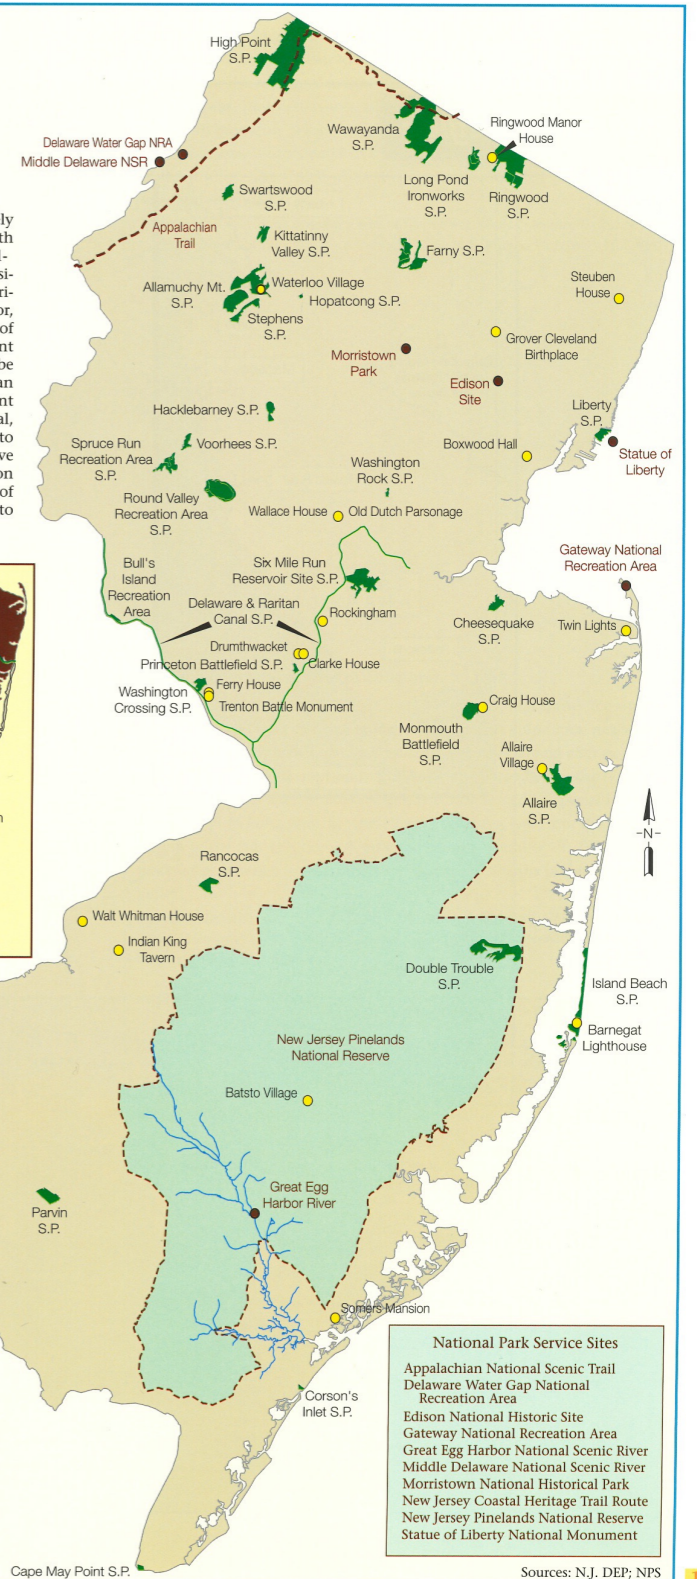 High Point
S.P.
Wawayanda
S.P.
Ringwood Manor
House
Delaware Water Gap NRA
Middle Delaware NSR
Long Pond
Ironworks
S.P.
Ringwood
S.P.
Swartswood
S.P.
Appalachian
Trail
Kittatinny
Valley S.P.
Farny S.P.
Allamuchy Mt.
S.P.
Waterloo Village
Hopatcong S.P.
Stephens
S.P.
Steuben
House
Grover Cleveland
Birthplace
Morristown
Park
Edison
Site
Hacklebarney S.P.
Liberty
S.P.
Statue of
Liberty
Spruce Run
Recreation Area
S.P.
Voorhees S.P.
Boxwood Hall
Washington
Rock S.P.
Round Valley
Recreation Area
S.P.
Wallace House
Old Dutch Parsonage
Bull's
Island
Recreation
Area
Six Mile Run
Reservoir Site S.P.
Gateway National
Recreation Area
Delaware & Raritan
Canal S.P.
Rockingham
Cheesequake
S.P.
Twin Lights
Drumthwacket
Princeton Battlefield S.P.
Clarke House
Washington
Crossing S.P.
Ferry House
Trenton Battle Monument
Craig House
Monmouth
Battlefield
S.P.
Allaire
Village
Allaire
S.P.
-N-
Rancocas
S.P.
Walt Whitman House
Indian King
Tavern
Double Trouble
S.P.
Island Beach
S.P.
Barnegat
Lighthouse
New Jersey Pinelands
National Reserve
Batsto Village
Great Egg
Harbor River
Parvin
S.P.
Somers Mansion
Corson's
Inlet S.P.
Cape May Point S.P.
National Park Service Sites
Appalachian National Scenic Trail
Delaware Water Gap National
Recreation Area
Edison National Historic Site
Gateway National Recreation Area
Great Egg Harbor National Scenic River
Middle Delaware National Scenic River
Morristown National Historical Park
New Jersey Coastal Heritage Trail Route
New Jersey Pinelands National Reserve
Statue of Liberty National Monument
Sources: N.J. DEP; NPS